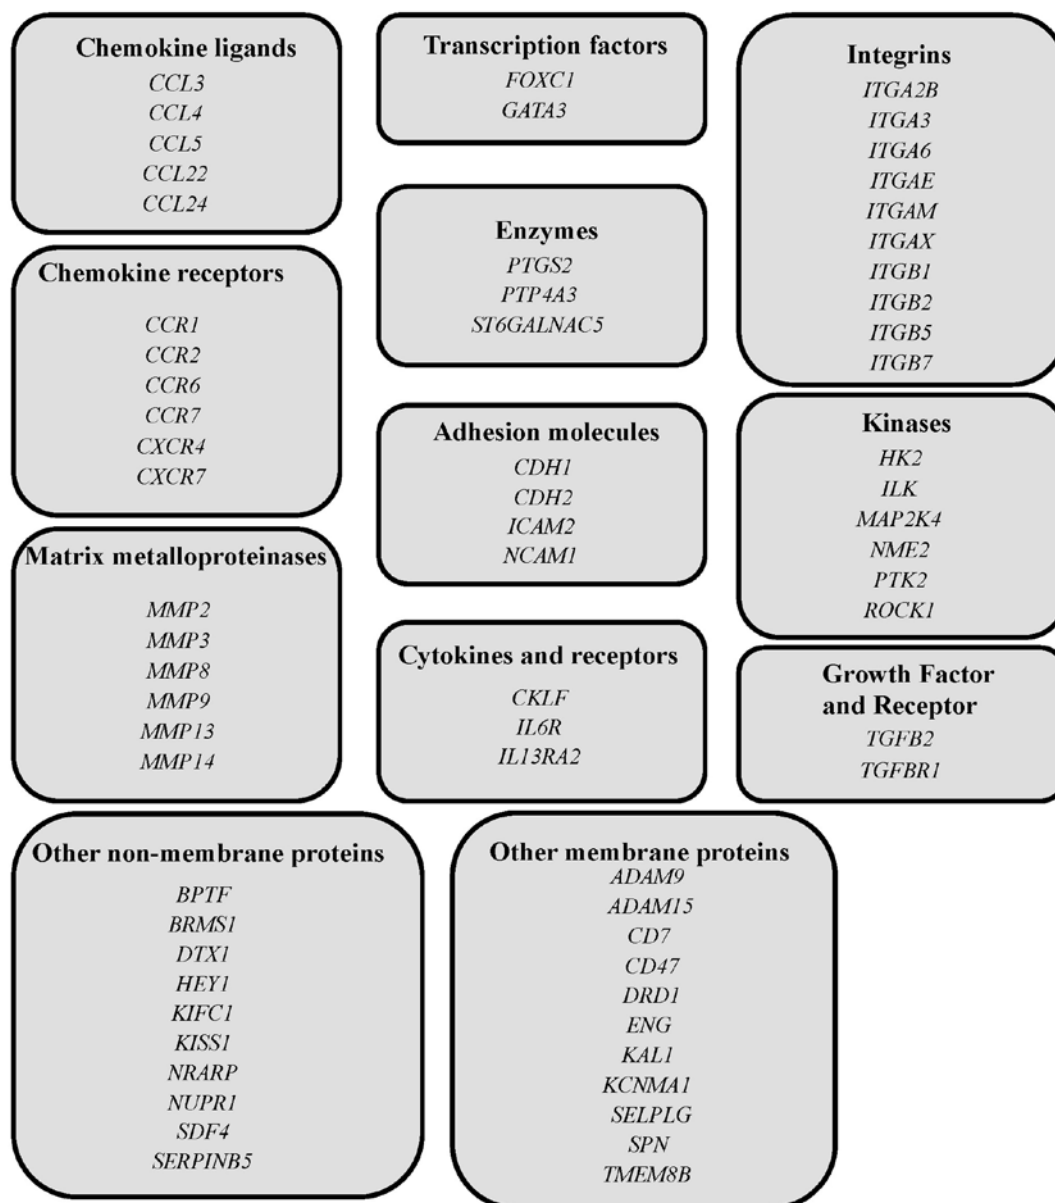 Chemokine ligands
CCL3
CCL4
CCL5
CCL22
CCL24
Chemokine receptors
CCR1
CCR2
CCR6
CCR7
CXCR4
CXCR7
Matrix metalloproteinases
MMP2
MMP3
MMP8
MMP9
MMP13
MMP14
Transcription factors
FOXC1
GATA3
Enzymes
PTGS2
PTP4A3
ST6GALNAC5
Adhesion molecules
CDH1
CDH2
ICAM2
NCAM1
Cytokines and receptors
CKLF
IL6R
IL13RA2
Integrins
ITGA2B
ITGA3
ITGA6
ITGAE
ITGAM
ITGAX
ITGB1
ITGB2
ITGB5
ITGB7
Kinases
HK2
ILK
MAP2K4
NME2
PTK2
ROCK1
Growth Factor
and Receptor
TGFB2
TGFBR1
Other non-membrane proteins
BPTF
BRMS1
DTX1
HEY1
KIFC1
KISS1
NRARP
NUPR1
SDF4
SERPINB5
Other membrane proteins
ADAM9
ADAM15
CD7
CD47
DRD1
ENG
KAL1
KCNMA1
SELPLG
SPN
TMEM8B